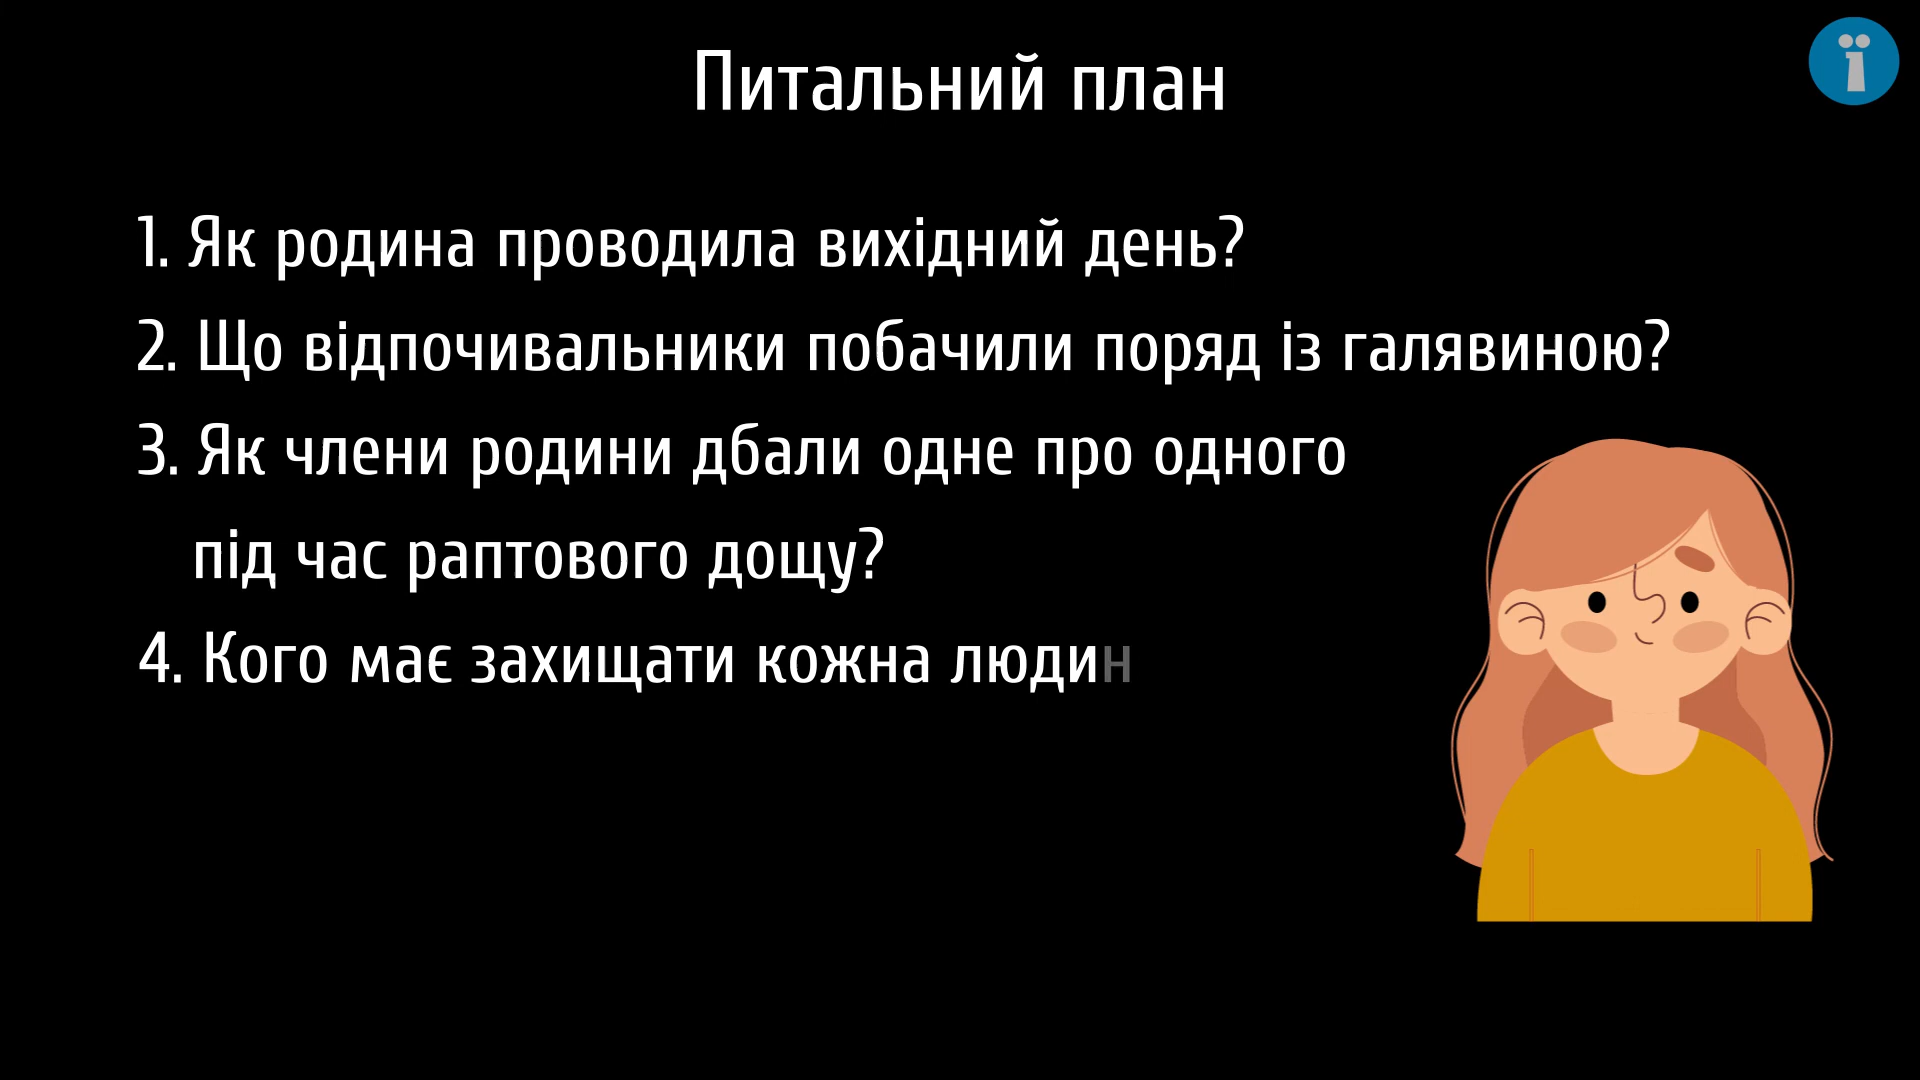 Питальний план
ї
1. Як родина проводила вихідний день?
2. Що відпочивальники побачили поряд із галявиною?
3. Як члени родини дбали одне про одного
під час раптового дощу?
4. Кого має захищати кожна людин